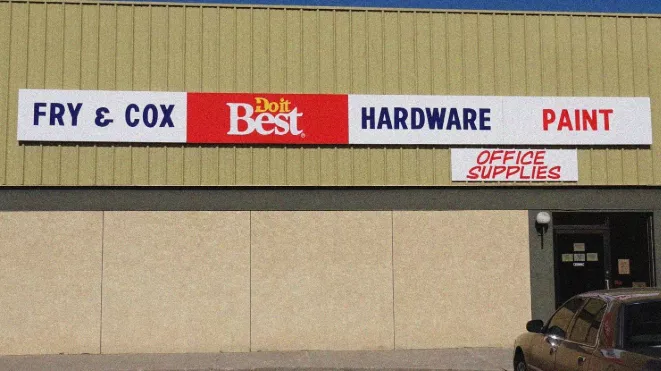 FRY & COX
Do it
Best
HARDWARE
PAINT
OFFICE
SUPPLIES